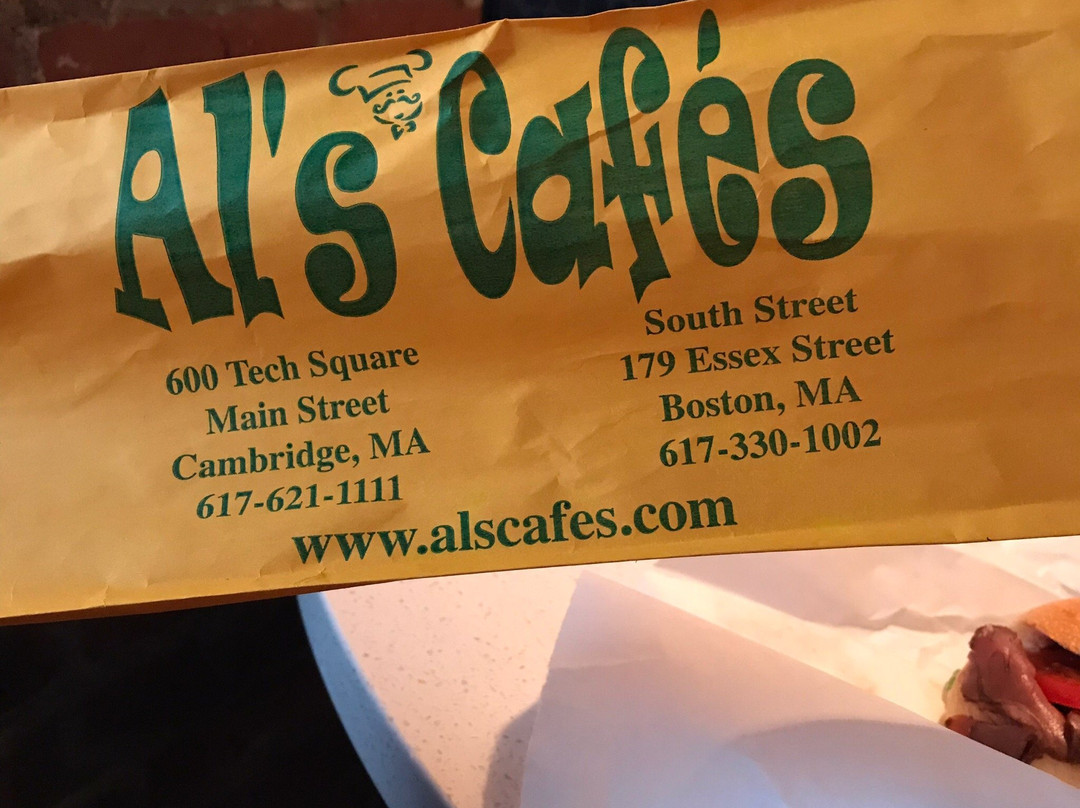 Al's Cafés
600 Tech Square
Main Street
Cambridge, MA
617-621-1111
South Street
179 Essex Street
Boston, MA
617-330-1002
www.alscafes.com